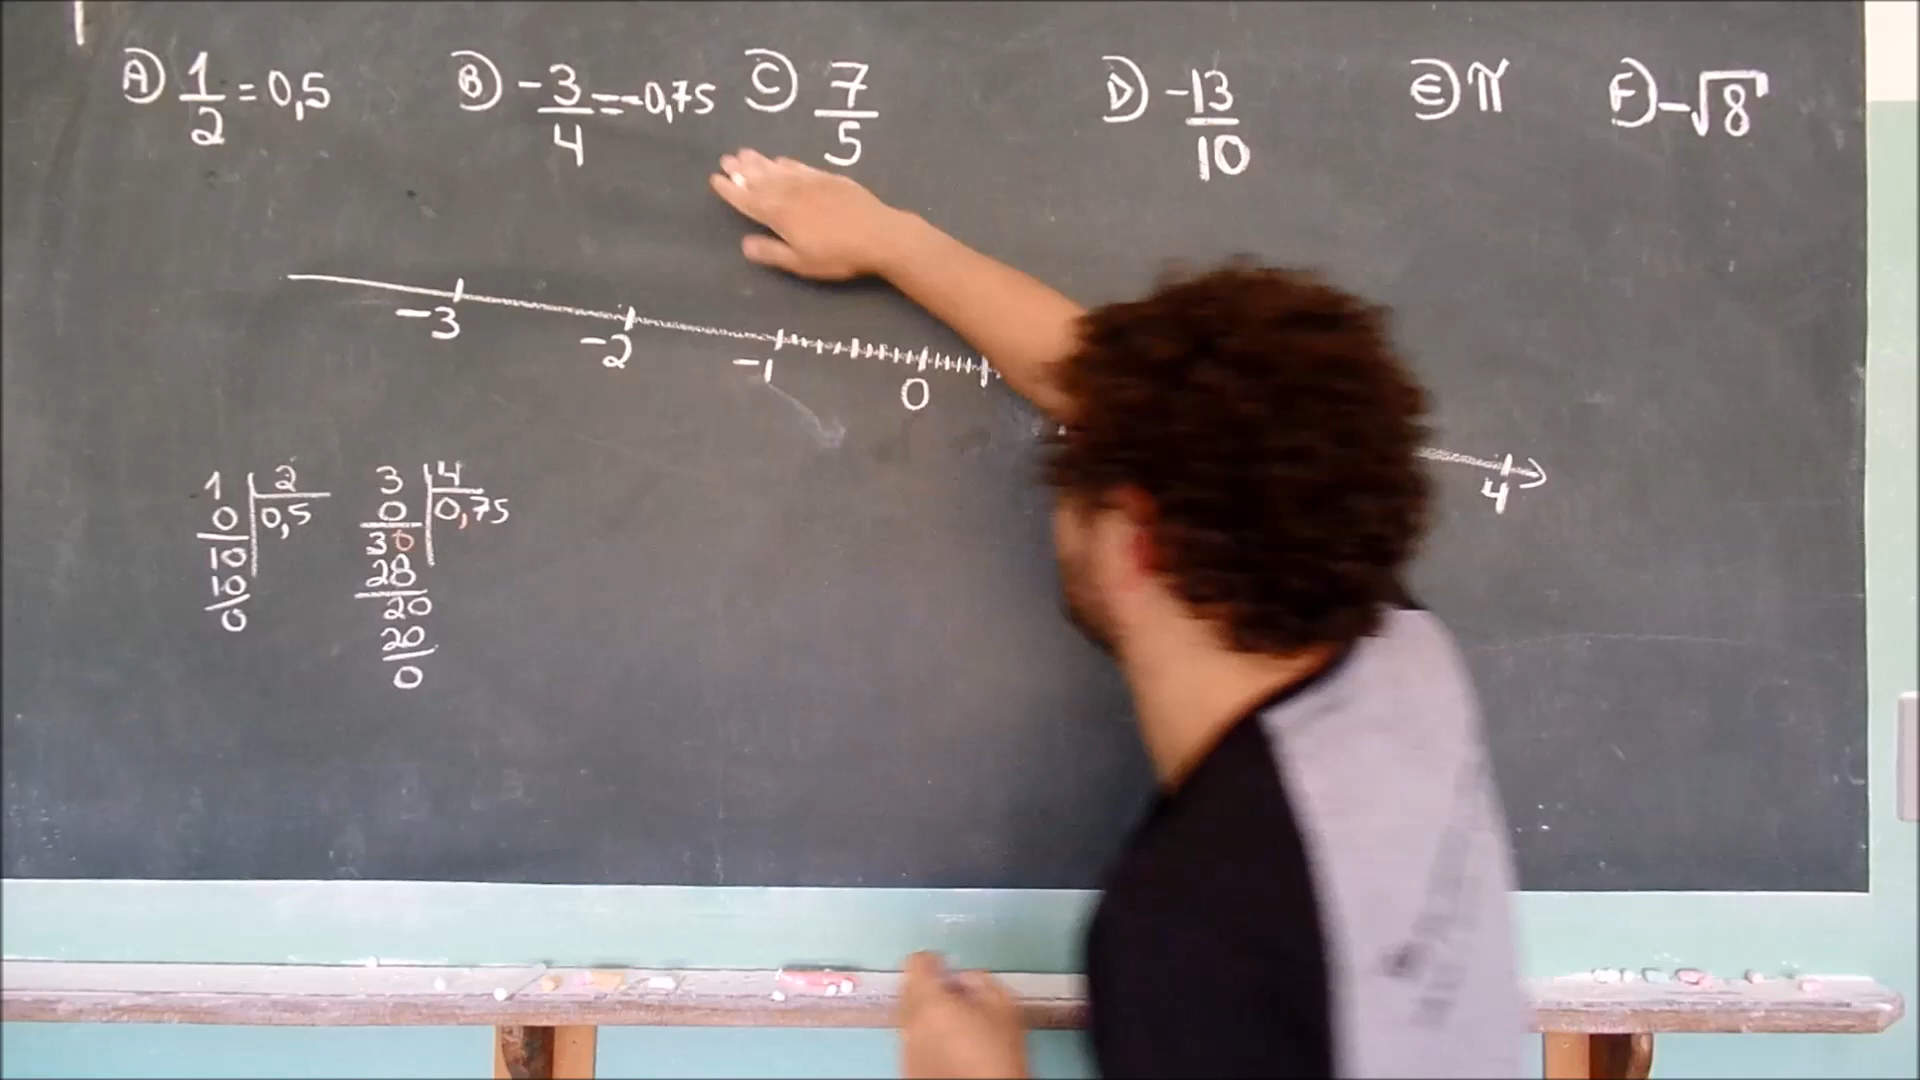 A) 1/2 = 0,5
B) -3/4 = -0,75
C) 7/5
D) -13/10
E) π
F) -√8
-3 -2 -1 0 4
1 | 2
0 | 0,5
10
10
0
3 | 4
0 | 0,75
30
28
20
20
0